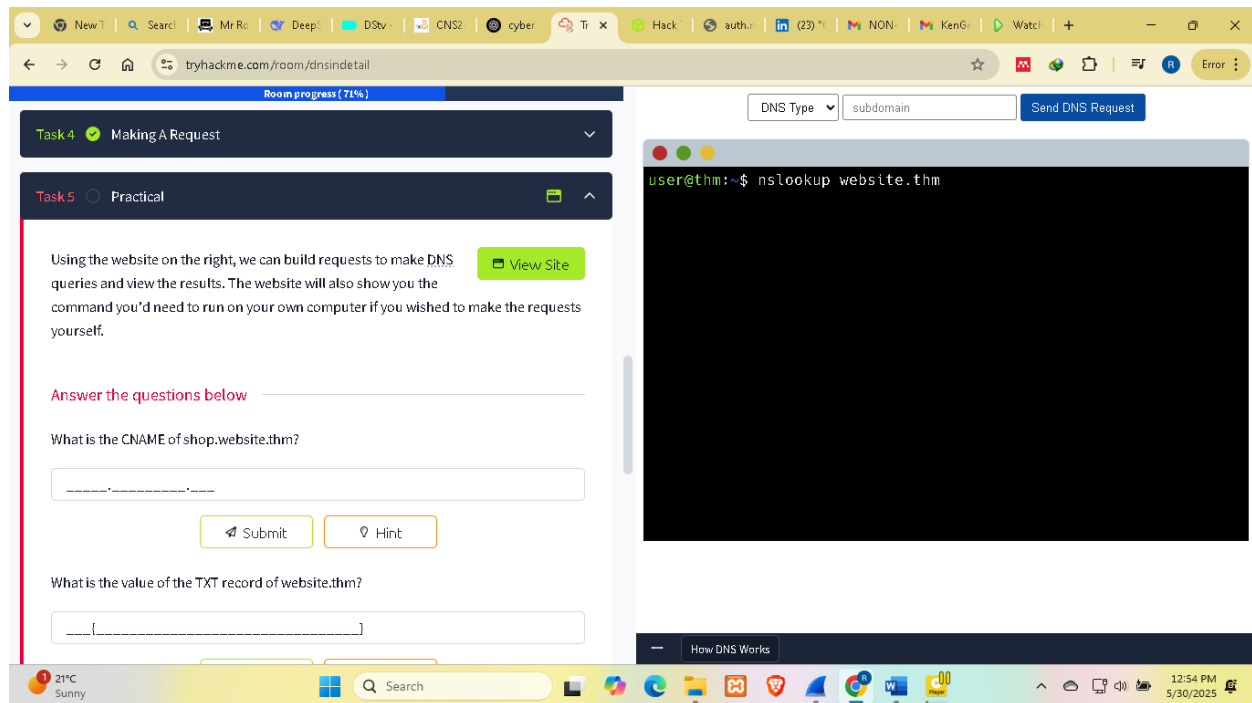 New T
Searcl
Mr Ro
DeepS
DStv -
CNS2-
cyber
Tr
Hack
auth.r
(23) "(
NON-
KenGe
Watch
tryhackme.com/room/dnsindetail
R
Error
Room progress ( 71% )
Task 4 Making A Request
Task 5 Practical
Using the website on the right, we can build requests to make DNS
View Site
queries and view the results. The website will also show you the
command you'd need to run on your own computer if you wished to make the requests
yourself.
Answer the questions below
What is the CNAME of shop.website.thm?
_____._________.___
Submit
Hint
What is the value of the TXT record of website.thm?
___{________________________________}
DNS Type
subdomain
Send DNS Request
user@thm:~$ nslookup website.thm
How DNS Works
1
21°C
Sunny
Search
12:54 PM
5/30/2025